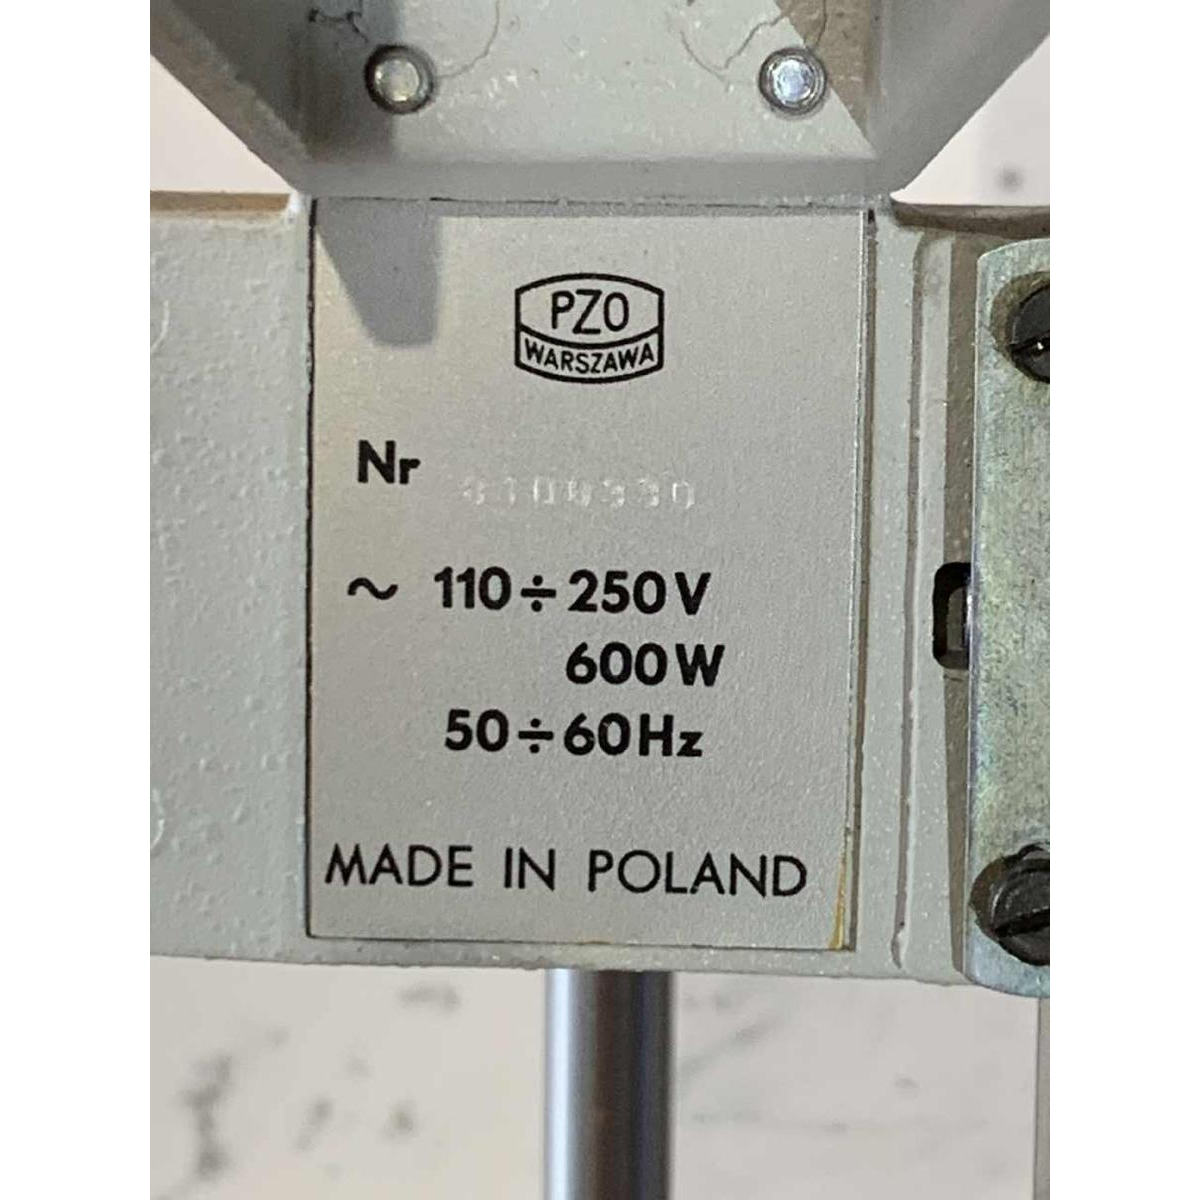 PZO
WARSZAWA
Nr
~ 110÷250V
600W
50÷60Hz
MADE IN POLAND